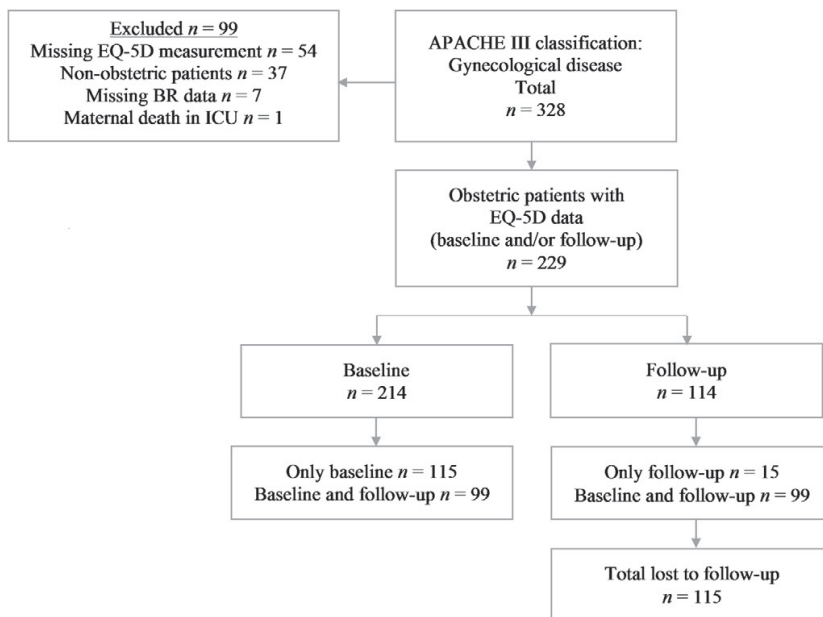 Excluded n = 99
Missing EQ-5D measurement n = 54
Non-obstetric patients n = 37
Missing BR data n = 7
Maternal death in ICU n = 1
APACHE III classification:
Gynecological disease
Total
n = 328
Obstetric patients with
EQ-5D data
(baseline and/or follow-up)
n = 229
Baseline
n = 214
Follow-up
n = 114
Only baseline n = 115
Baseline and follow-up n = 99
Only follow-up n = 15
Baseline and follow-up n = 99
Total lost to follow-up
n = 115